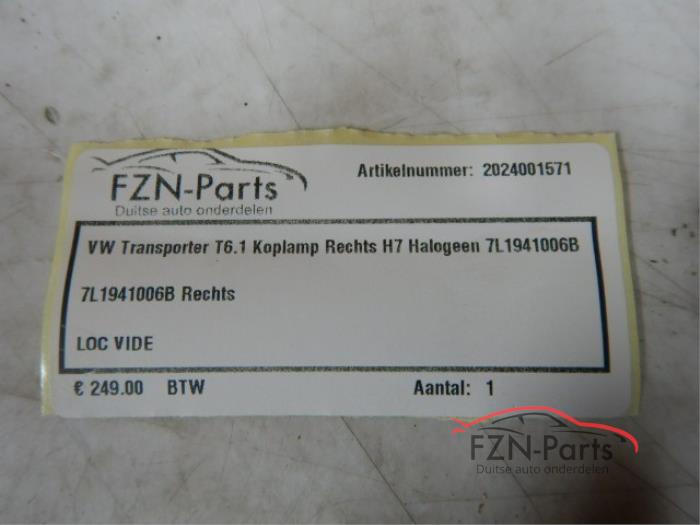 FZN-Parts
Duitse auto onderdelen
Artikelnummer: 2024001571
VW Transporter T6.1 Koplamp Rechts H7 Halogeen 7L1941006B
7L1941006B Rechts
LOC VIDE
€ 249.00 BTW Aantal: 1
FZN-Parts
Duitse auto onderdelen